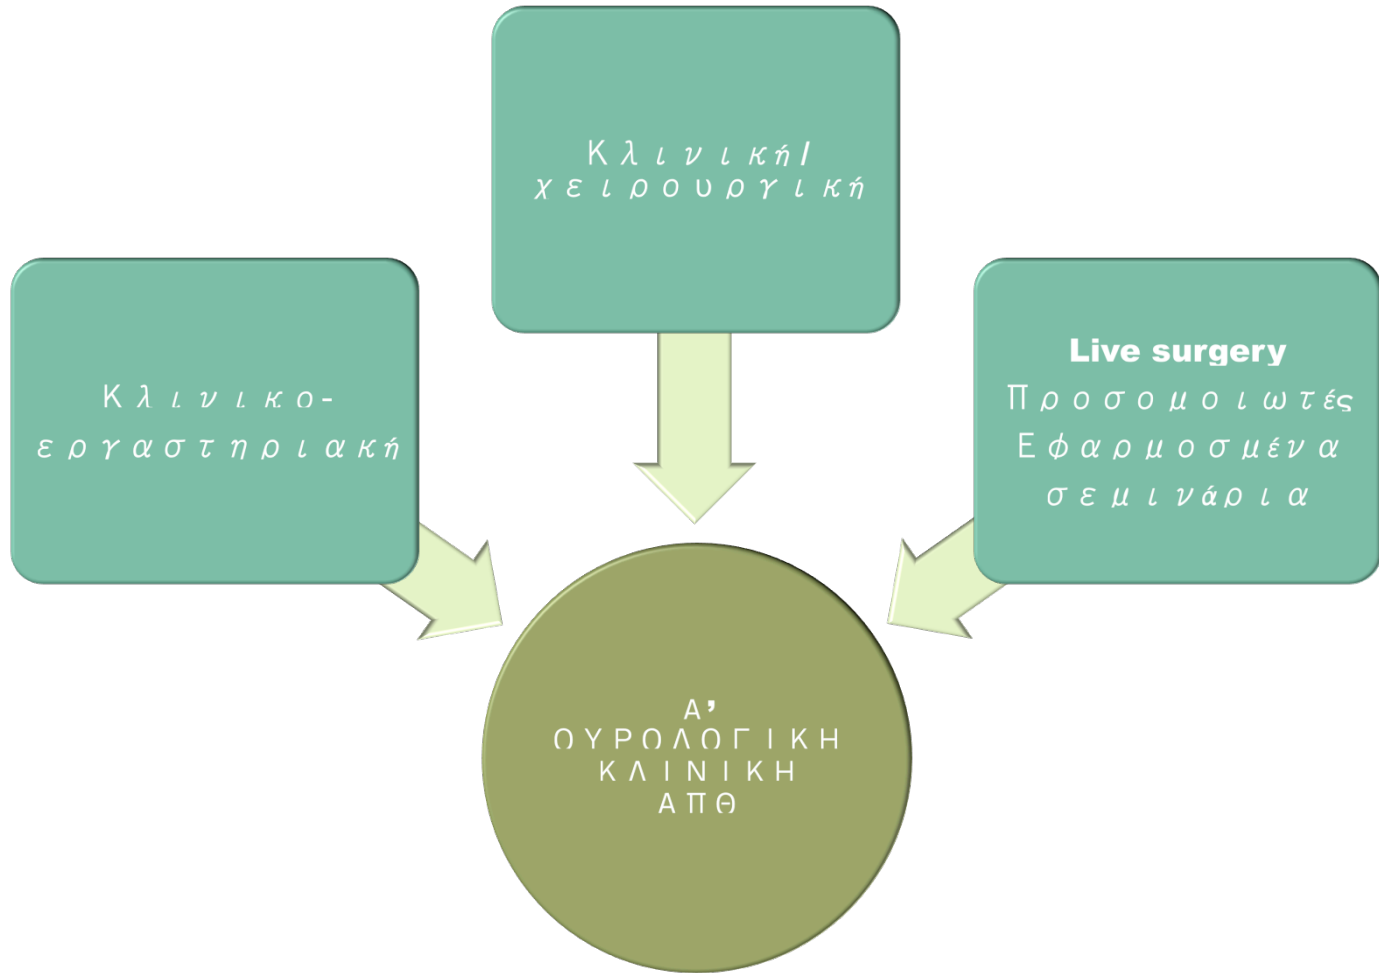 Κλινική/
χειρουργική
Κλινικο-
εργαστηριακή
Live surgery
Προσομοιωτές
Εφαρμοσμένα
σεμινάρια
Α’
ΟΥΡΟΛΟΓΙΚΗ
ΚΛΙΝΙΚΗ
ΑΠΘ